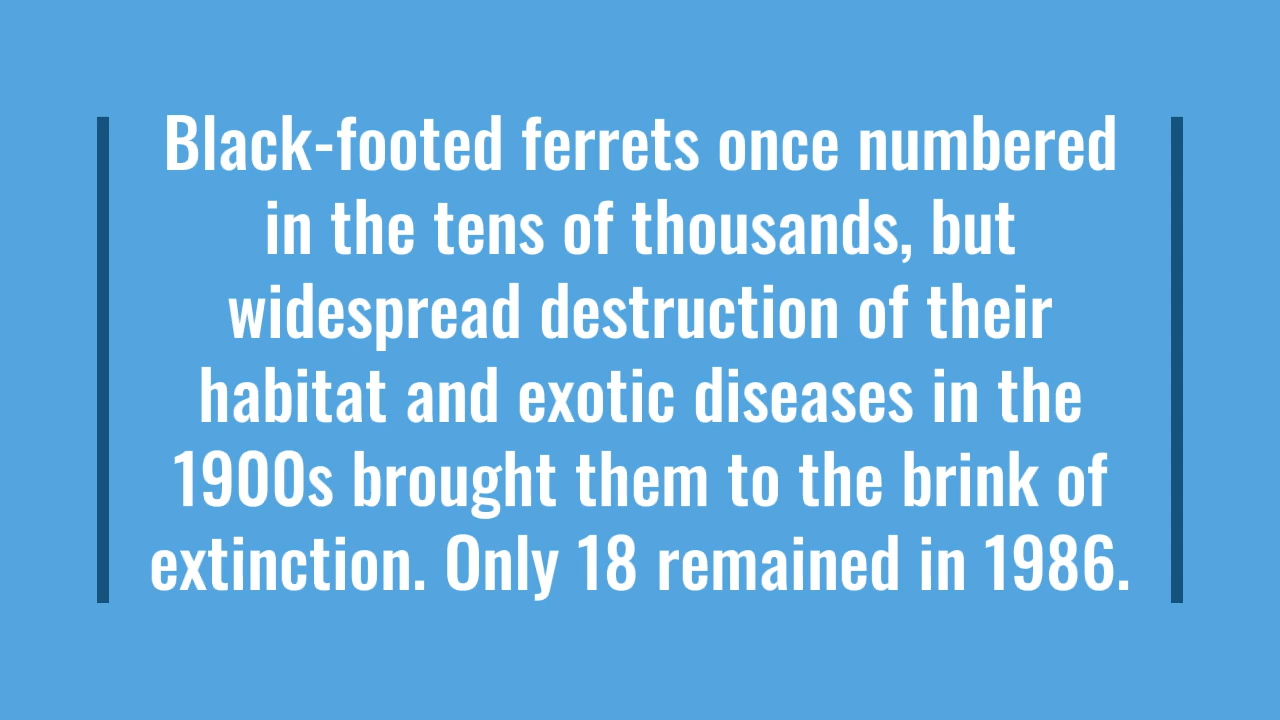 Black-footed ferrets once numbered
in the tens of thousands, but
widespread destruction of their
habitat and exotic diseases in the
1900s brought them to the brink of
extinction. Only 18 remained in 1986.